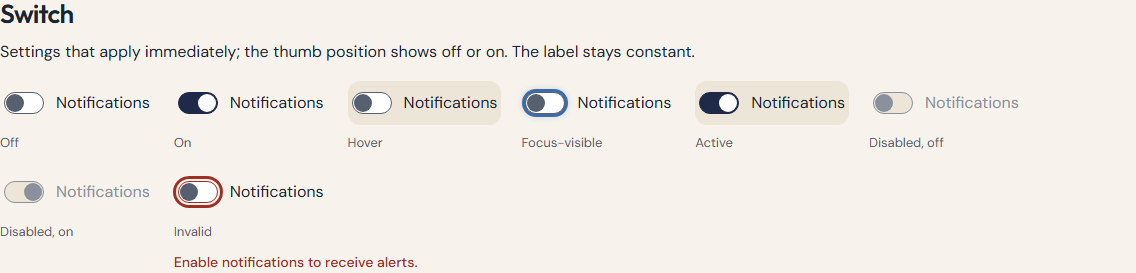 Switch
Settings that apply immediately; the thumb position shows off or on. The label stays constant.
Notifications
Notifications
Notifications
Notifications
Notifications
Notifications
Off
On
Hover
Focus-visible
Active
Disabled, off
Notifications
Notifications
Disabled, on
Invalid
Enable notifications to receive alerts.